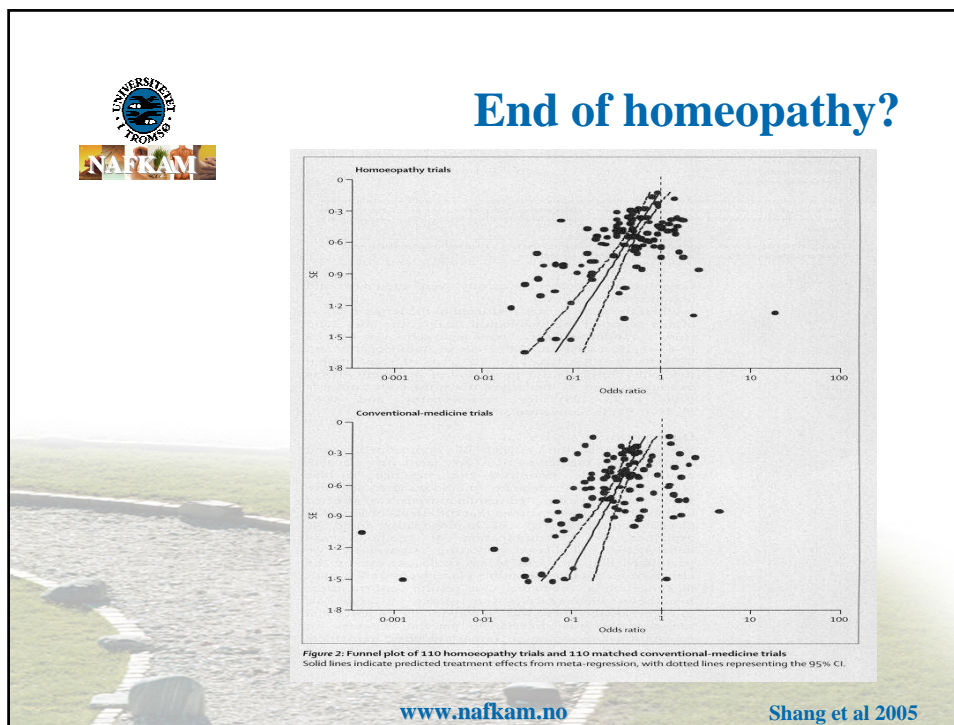 UNIVERSITETET I TROMSØ
NAFKAM
End of homeopathy?
Homoeopathy trials
0
0·3
0·6
0·9
1·2
1·5
1·8
SE
0·001 0·01 0·1 1 10 100
Odds ratio
Conventional-medicine trials
0
0·3
0·6
0·9
1·2
1·5
1·8
SE
0·001 0·01 0·1 1 10 100
Odds ratio
Figure 2: Funnel plot of 110 homoeopathy trials and 110 matched conventional-medicine trials
Solid lines indicate predicted treatment effects from meta-regression, with dotted lines representing the 95% CI.
www.nafkam.no
Shang et al 2005